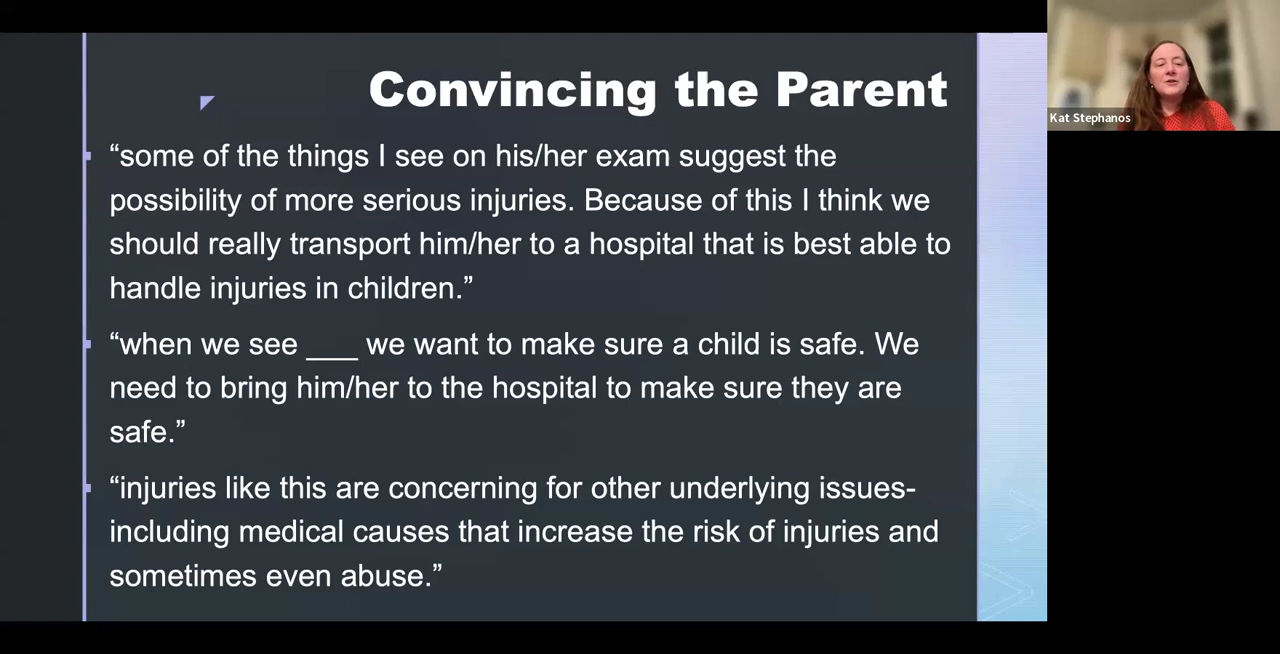 Convincing the Parent
“some of the things I see on his/her exam suggest the
possibility of more serious injuries. Because of this I think we
should really transport him/her to a hospital that is best able to
handle injuries in children.”
“when we see ___ we want to make sure a child is safe. We
need to bring him/her to the hospital to make sure they are
safe.”
“injuries like this are concerning for other underlying issues-
including medical causes that increase the risk of injuries and
sometimes even abuse.”
Kat Stephanos